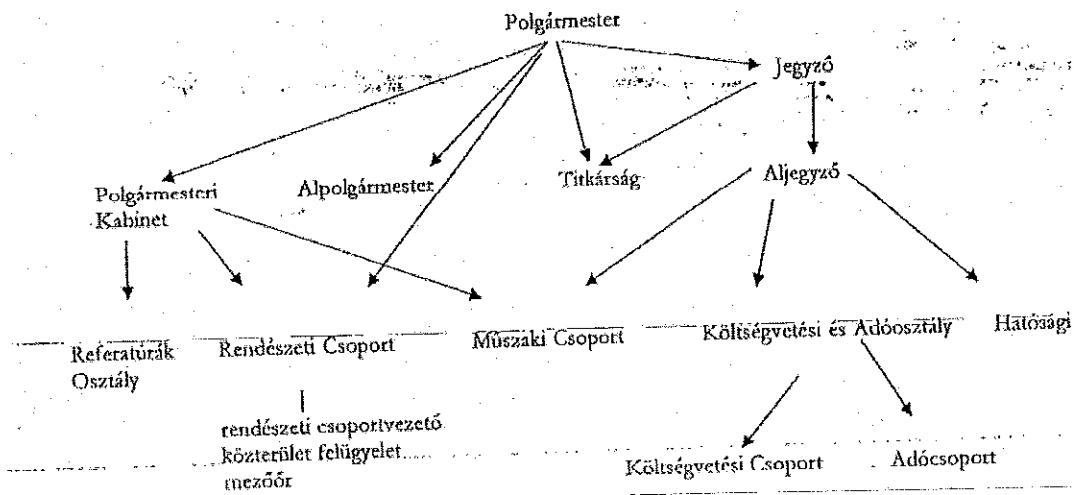 Polgármester
Jegyző
Polgármesteri
Kabinet
Alpolgármester
Titkárság
Aljegyző
Referatúrák
Osztály
Rendészeti Csoport
Műszaki Csoport
Költségvetési és Adóosztály
Hatósági
rendészeti csoportvezető
közterület felügyelet
mezőőr
Költségvetési Csoport
Adócsoport